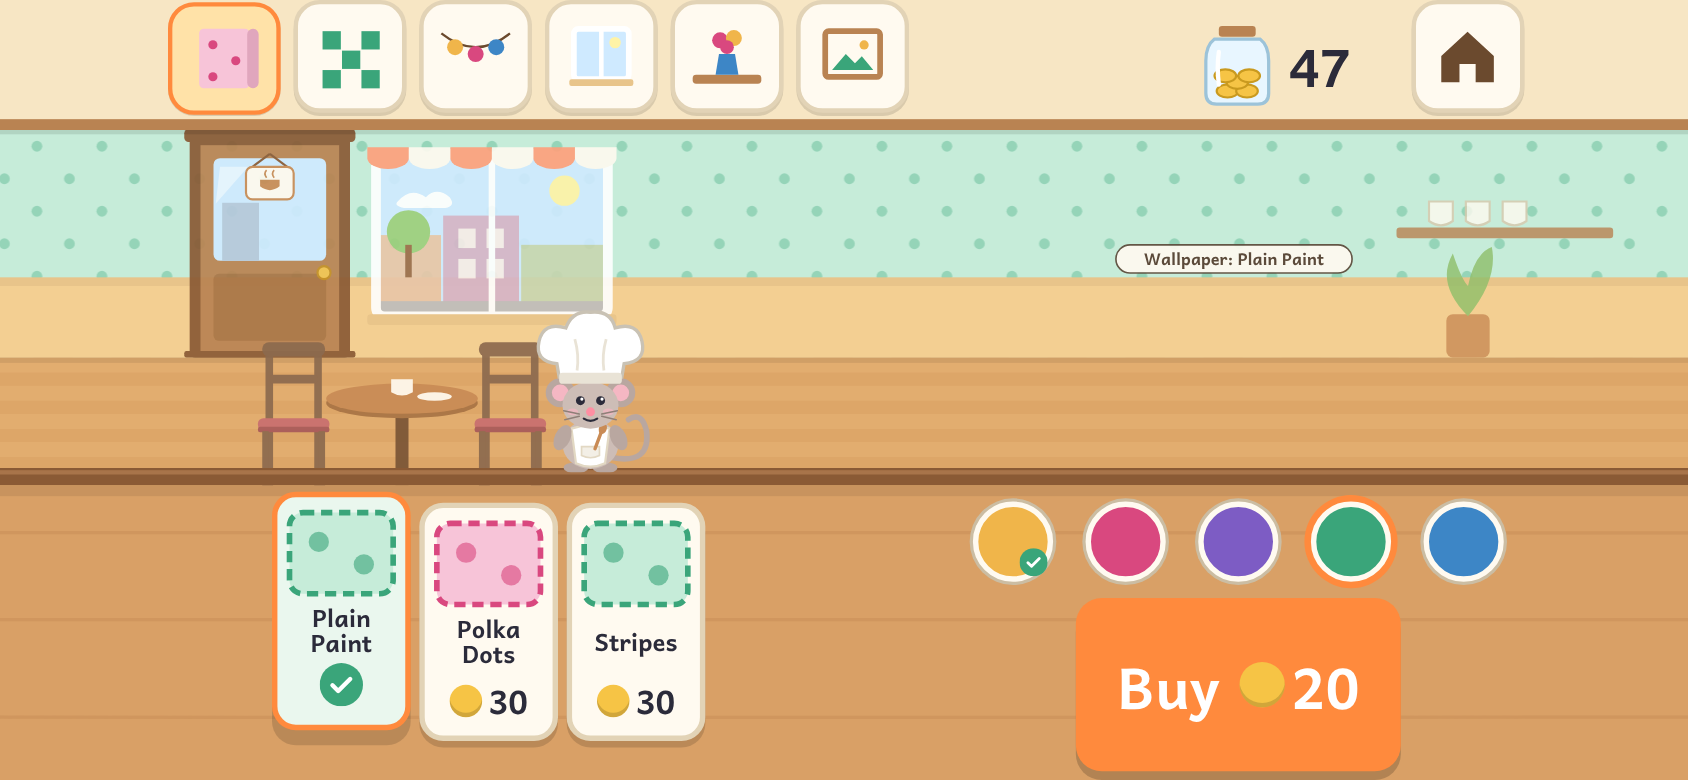 47
Wallpaper: Plain Paint
Plain
Paint
Polka
Dots
30
Stripes
30
Buy 20